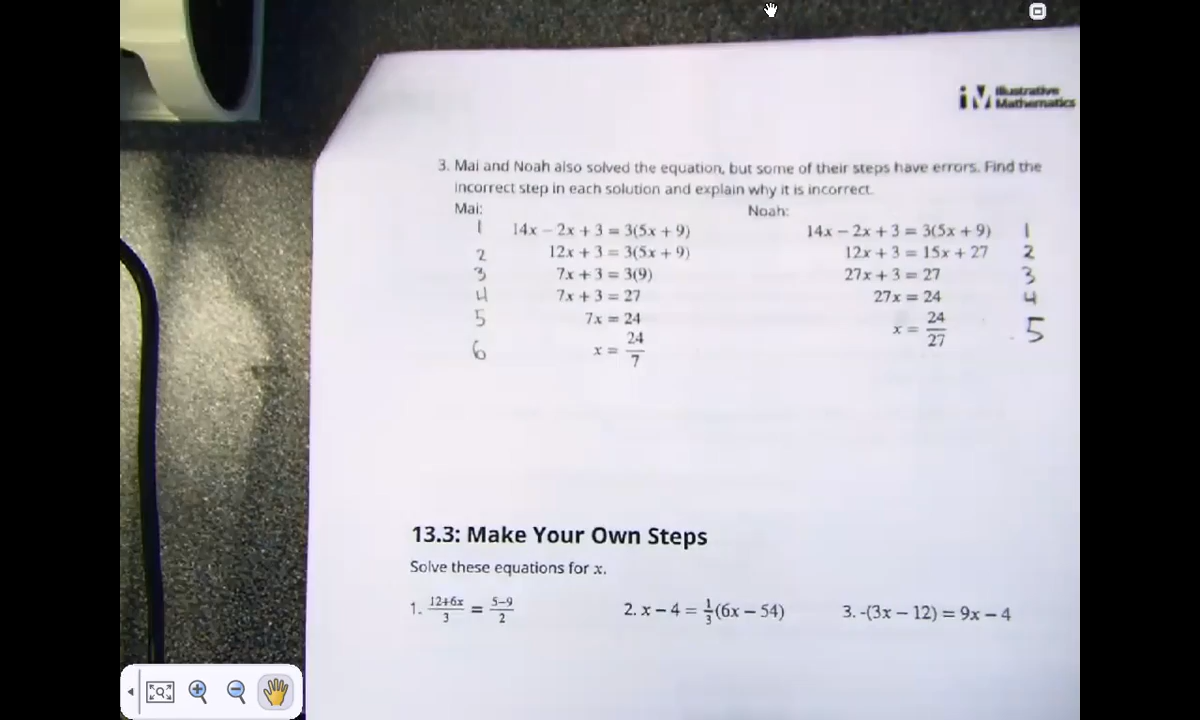 Illustrative
Mathematics
3. Mai and Noah also solved the equation, but some of their steps have errors. Find the
incorrect step in each solution and explain why it is incorrect.
Mai:
1 14x − 2x + 3 = 3(5x + 9)
2 12x + 3 = 3(5x + 9)
3 7x + 3 = 3(9)
4 7x + 3 = 27
5 7x = 24
6 x = 24/7
Noah:
14x − 2x + 3 = 3(5x + 9) 1
12x + 3 = 15x + 27 2
27x + 3 = 27 3
27x = 24 4
x = 24/27 5
13.3: Make Your Own Steps
Solve these equations for x.
1. (12+6x)/3 = (5−9)/2
2. x − 4 = 1/3(6x − 54)
3. -(3x − 12) = 9x − 4